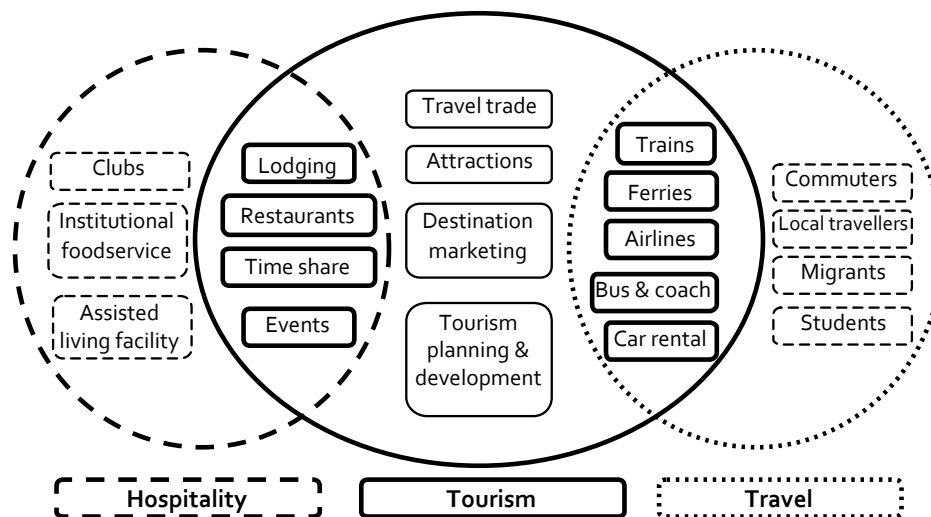 Clubs
Institutional
foodservice
Assisted
living facility
Lodging
Restaurants
Time share
Events
Travel trade
Attractions
Destination
marketing
Tourism
planning &
development
Trains
Ferries
Airlines
Bus & coach
Car rental
Commuters
Local travellers
Migrants
Students
Hospitality
Tourism
Travel